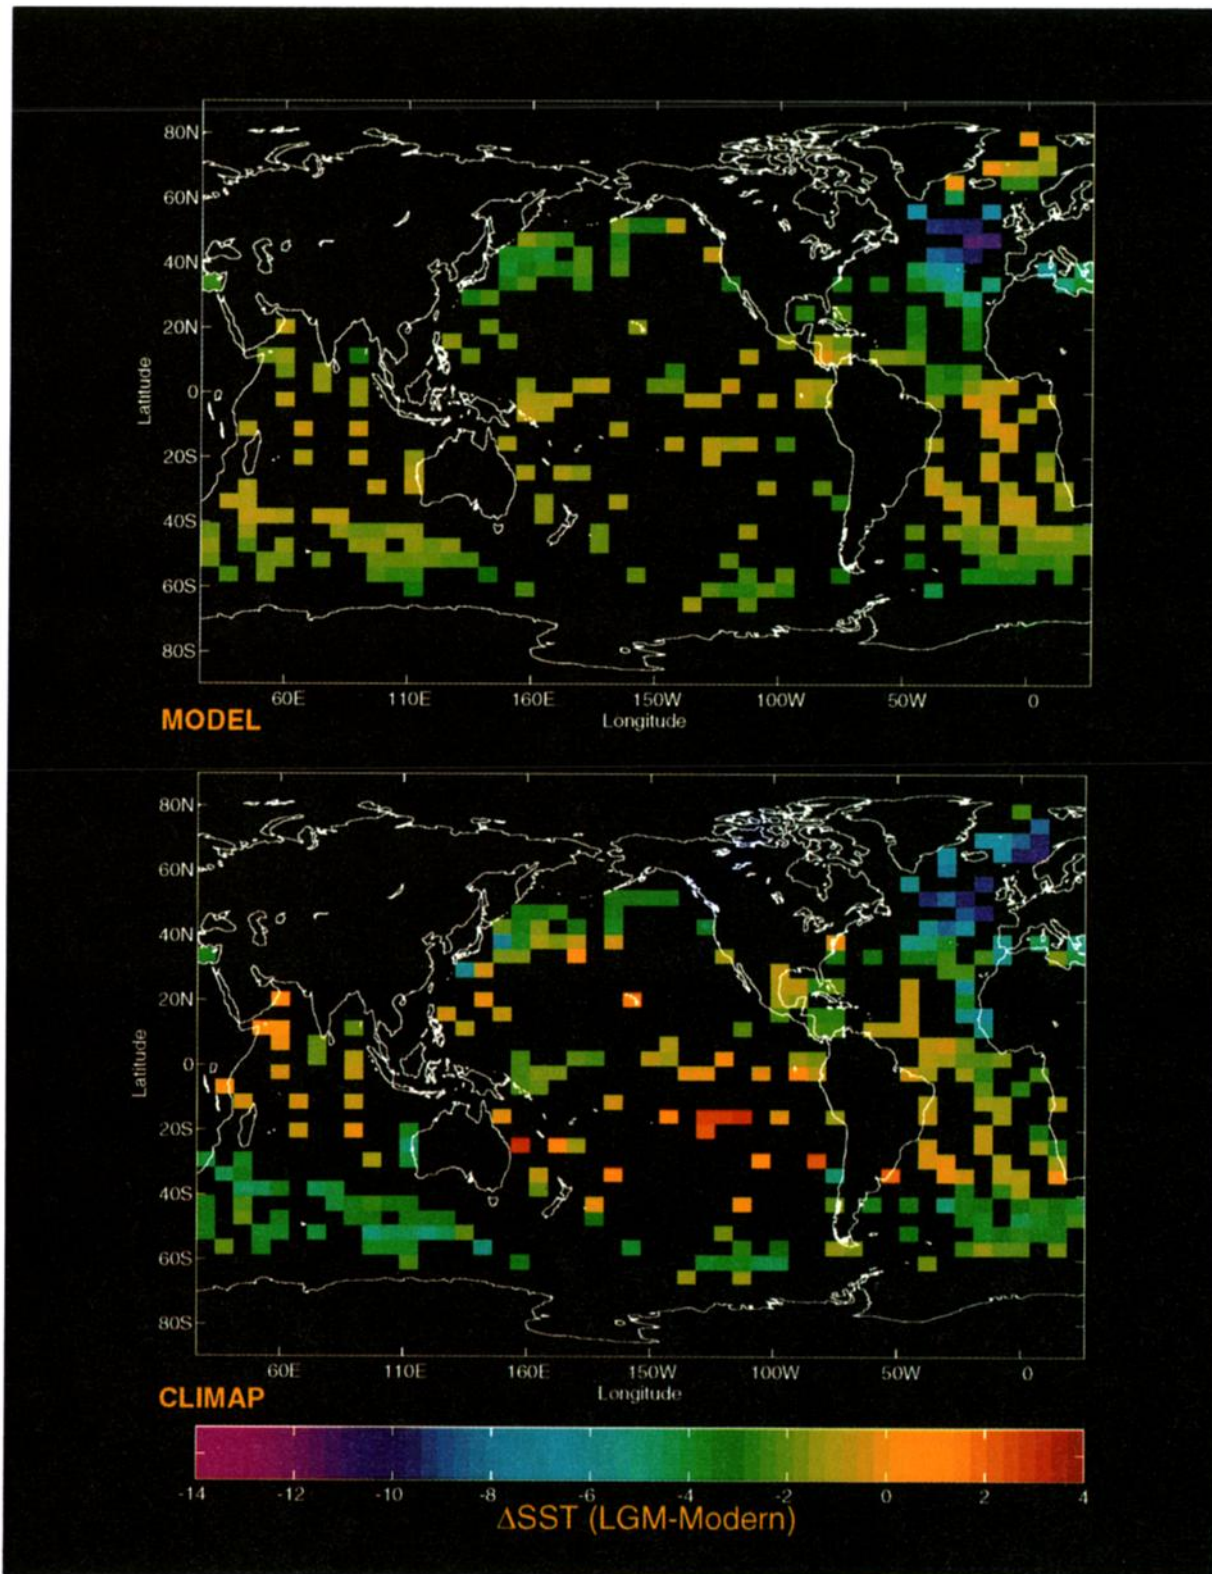 80N
60N
40N
20N
0
20S
40S
60S
80S
Latitude
60E 110E 160E 150W 100W 50W 0
Longitude
MODEL
80N
60N
40N
20N
0
20S
40S
60S
80S
Latitude
60E 110E 160E 150W 100W 50W 0
Longitude
CLIMAP
-14 -12 -10 -8 -6 -4 -2 0 2 4
ΔSST (LGM-Modern)